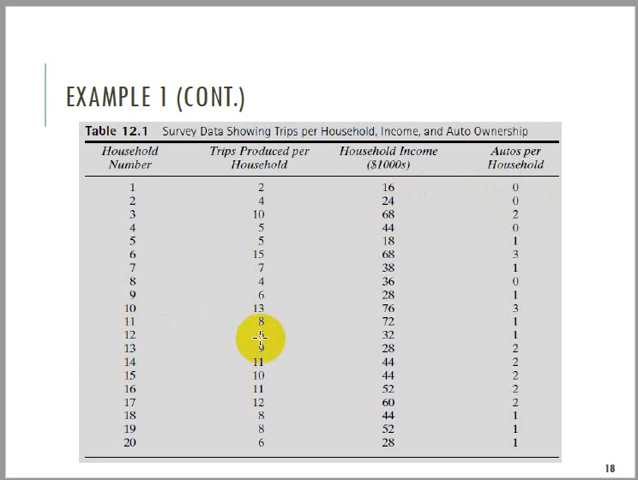 EXAMPLE 1 (CONT.)
Table 12.1 Survey Data Showing Trips per Household, Income, and Auto Ownership
Household Number Trips Produced per Household Household Income ($1000s) Autos per Household
1 2 16 0
2 4 24 0
3 10 68 2
4 5 44 0
5 5 18 1
6 15 68 3
7 7 38 1
8 4 36 0
9 6 28 1
10 13 76 3
11 8 72 1
12 32 1
13 9 28 2
14 11 44 2
15 10 44 2
16 11 52 2
17 12 60 2
18 8 44 1
19 8 52 1
20 6 28 1
18